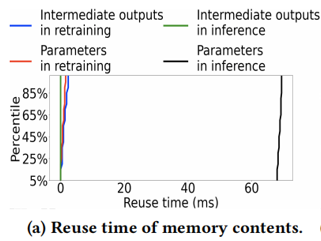 Intermediate outputs
in retraining
Intermediate outputs
in inference
Parameters
in retraining
Parameters
in inference
Percentile
85%
65%
45%
25%
5%
0
20
40
60
Reuse time (ms)
(a) Reuse time of memory contents.